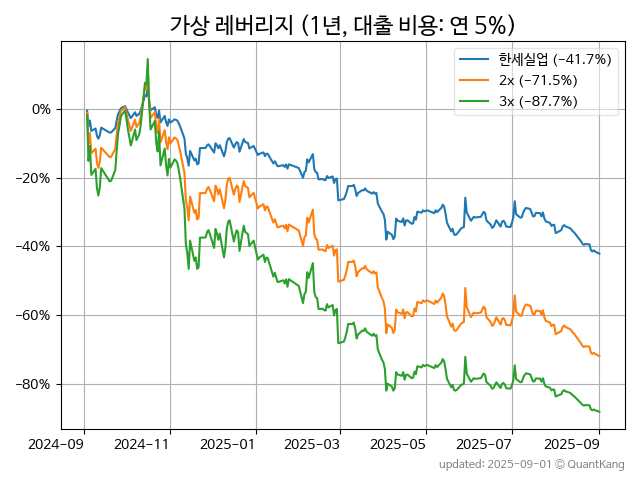 가상 레버리지 (1년, 대출 비용: 연 5%)
한세실업 (−41.7%)
2x (−71.5%)
3x (−87.7%)
0%
−20%
−40%
−60%
−80%
2024-09 2024-11 2025-01 2025-03 2025-05 2025-07 2025-09
updated: 2025-09-01 © QuantKang